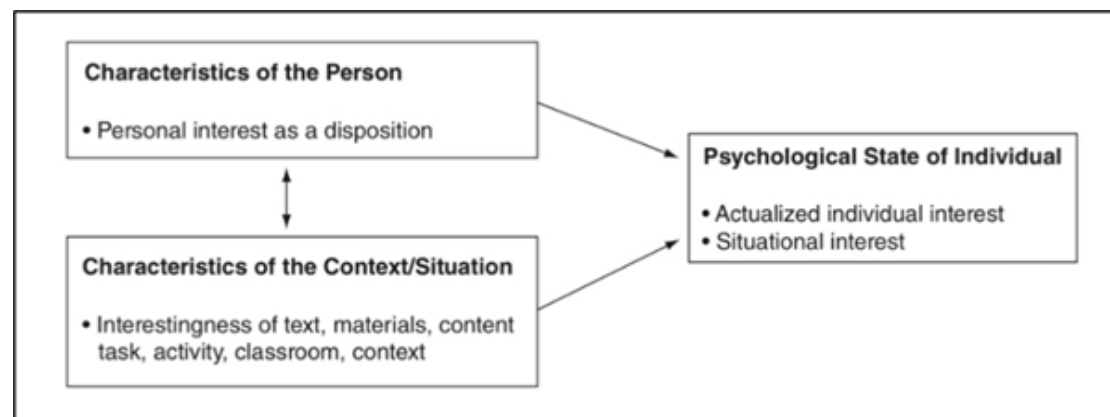 Characteristics of the Person
• Personal interest as a disposition
Characteristics of the Context/Situation
• Interestingness of text, materials, content
task, activity, classroom, context
Psychological State of Individual
• Actualized individual interest
• Situational interest